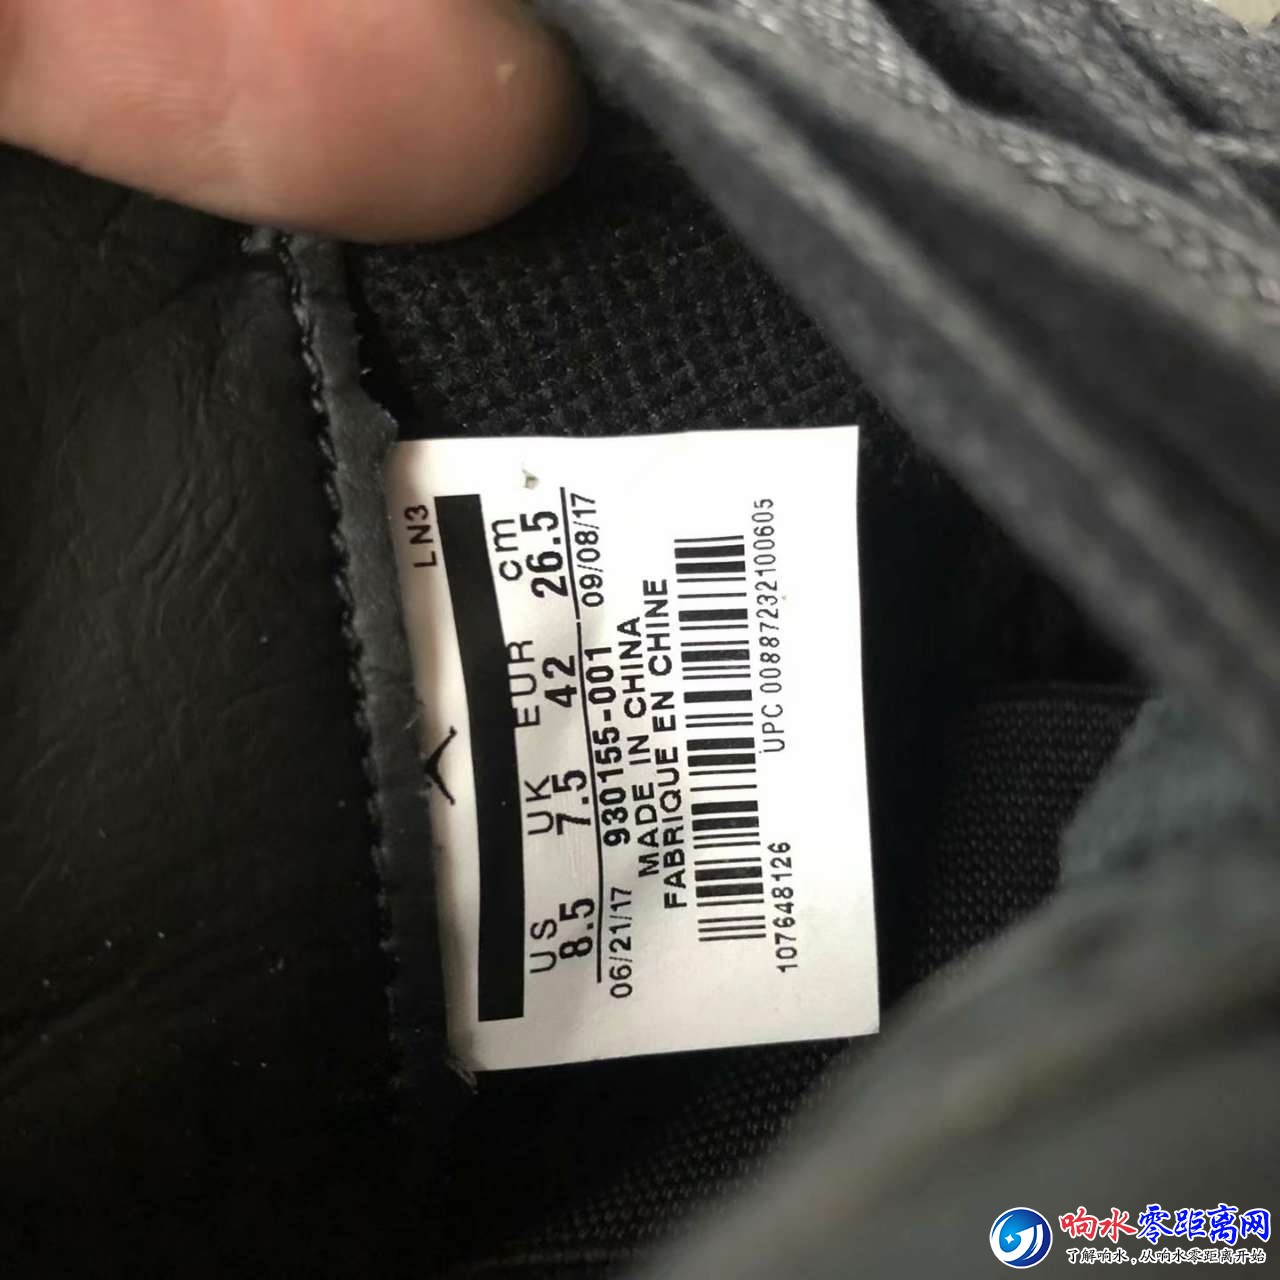 LN3
US UK EUR cm
8.5 7.5 42 26.5
06/21/17 930155-001 09/08/17
MADE IN CHINA
FABRIQUE EN CHINE
107648126 UPC 00887232100605
响水零距离网
了解响水,从响水零距离开始